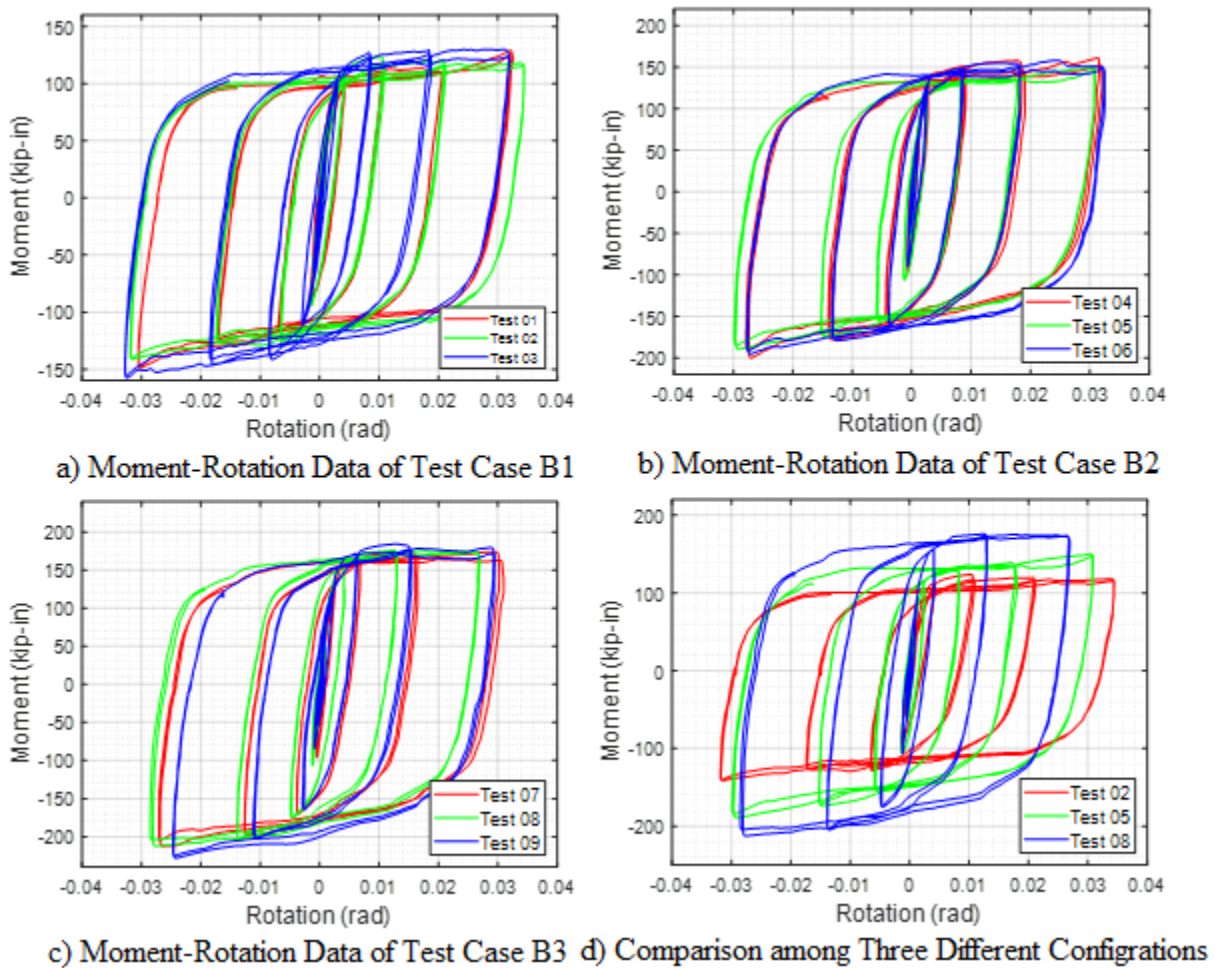 150
100
50
0
-50
-100
-150
Moment (kip-in)
Test 01
Test 02
Test 03
-0.04 -0.03 -0.02 -0.01 0 0.01 0.02 0.03 0.04
Rotation (rad)
a) Moment-Rotation Data of Test Case B1
200
150
100
50
0
-50
-100
-150
-200
Moment (kip-in)
Test 04
Test 05
Test 06
-0.04 -0.03 -0.02 -0.01 0 0.01 0.02 0.03 0.04
Rotation (rad)
b) Moment-Rotation Data of Test Case B2
200
150
100
50
0
-50
-100
-150
-200
Moment (kip-in)
Test 07
Test 08
Test 09
-0.04 -0.03 -0.02 -0.01 0 0.01 0.02 0.03 0.04
Rotation (rad)
c) Moment-Rotation Data of Test Case B3
200
100
0
-100
-200
Moment (kip-in)
Test 02
Test 05
Test 08
-0.04 -0.03 -0.02 -0.01 0 0.01 0.02 0.03 0.04
Rotation (rad)
d) Comparison among Three Different Configrations